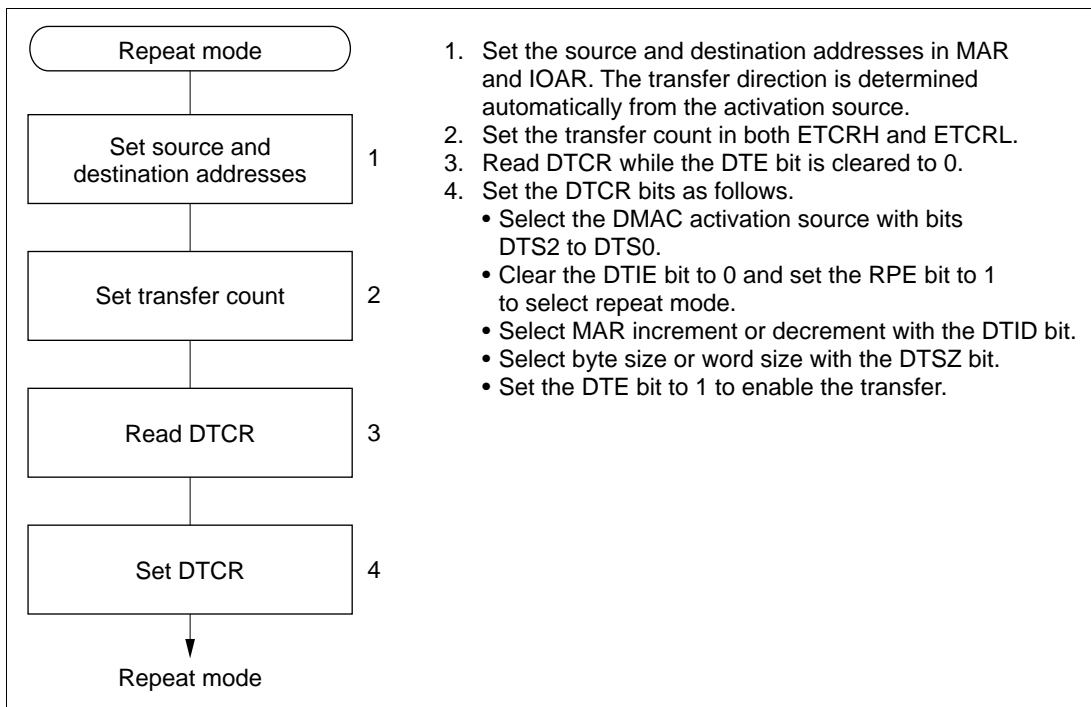 Repeat mode
Set source and
destination addresses
1
Set transfer count
2
Read DTCR
3
Set DTCR
4
Repeat mode
1. Set the source and destination addresses in MAR
and IOAR. The transfer direction is determined
automatically from the activation source.
2. Set the transfer count in both ETCRH and ETCRL.
3. Read DTCR while the DTE bit is cleared to 0.
4. Set the DTCR bits as follows.
• Select the DMAC activation source with bits
DTS2 to DTS0.
• Clear the DTIE bit to 0 and set the RPE bit to 1
to select repeat mode.
• Select MAR increment or decrement with the DTID bit.
• Select byte size or word size with the DTSZ bit.
• Set the DTE bit to 1 to enable the transfer.